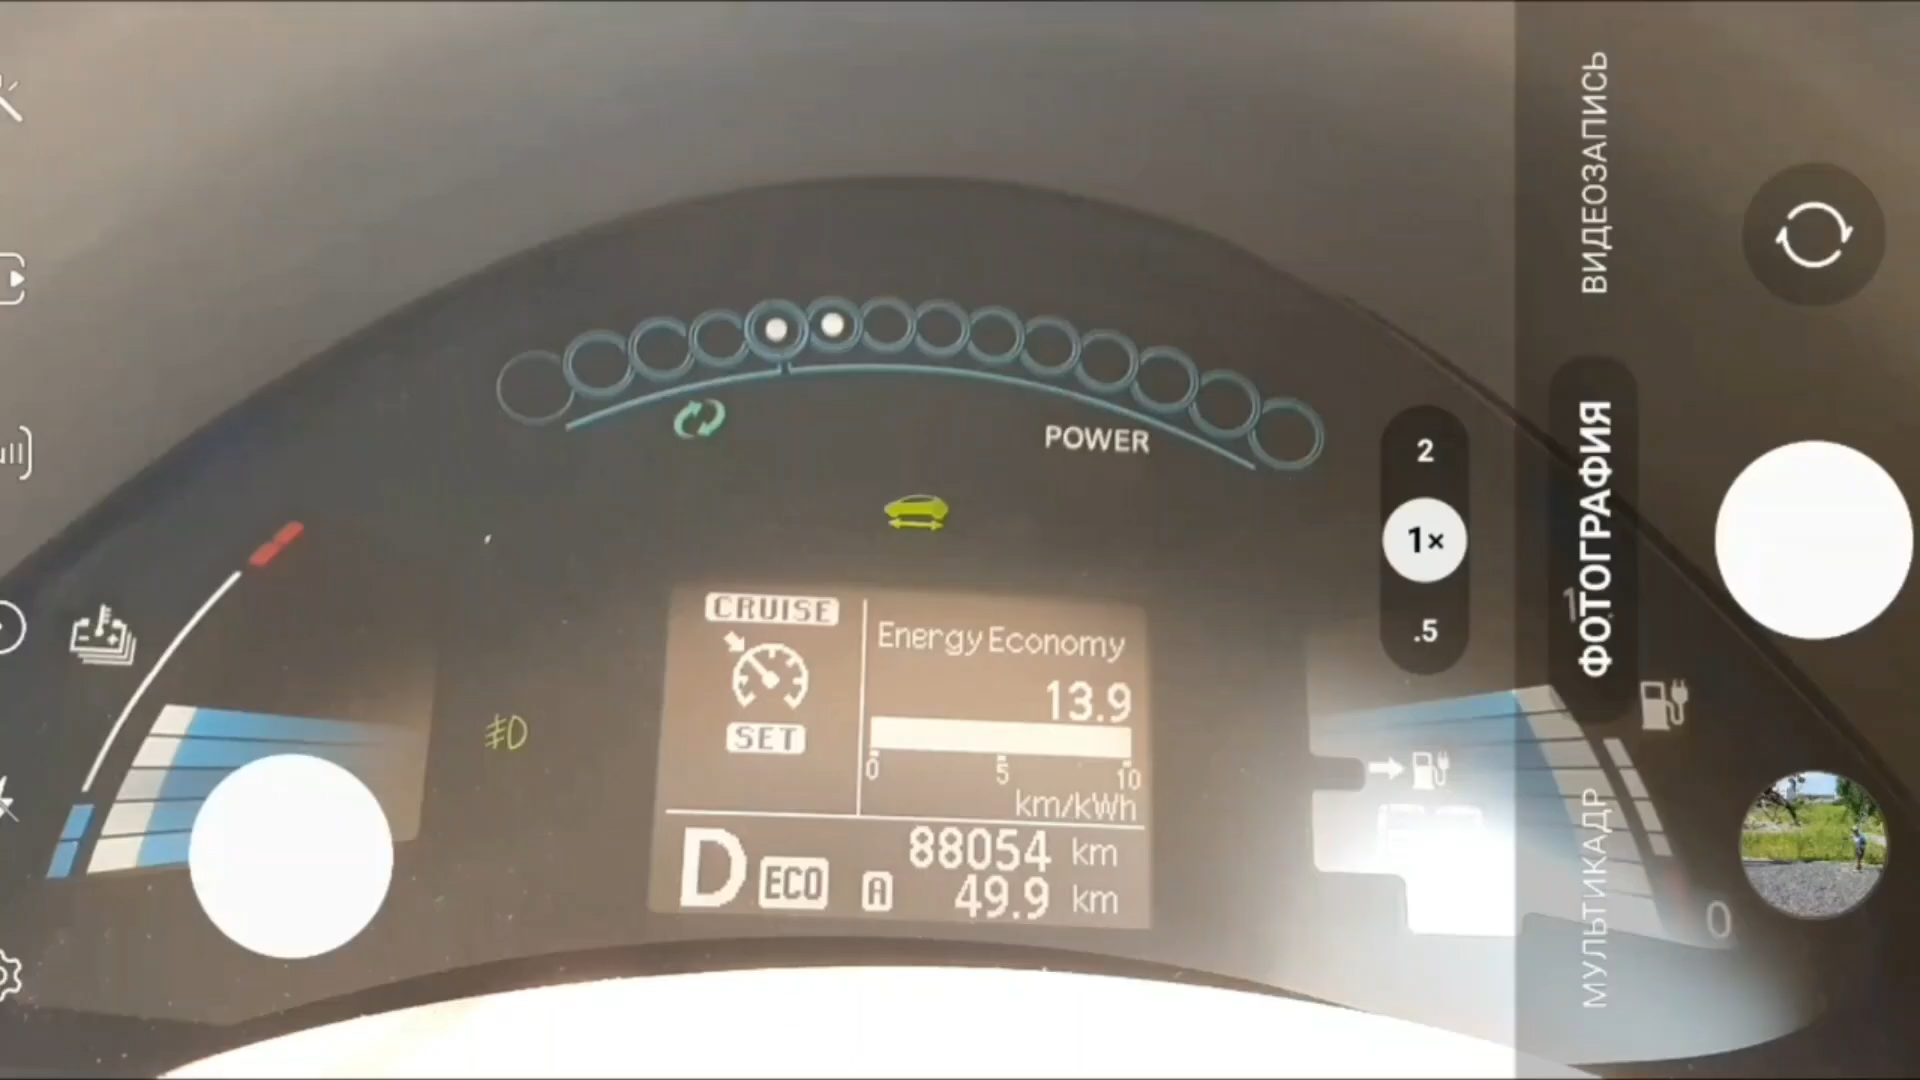 POWER
CRUISE
SET
Energy Economy
13.9
0 5 10
km/kWh
D ECO
88054 km
A 49.9 km
0
2
1×
.5
ВИДЕОЗАПИСЬ
ФОТОГРАФИЯ
МУЛЬТИКАДР